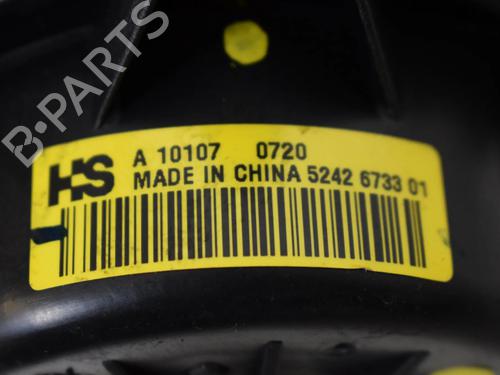 B-PARTS
HS
A 10107 0720
MADE IN CHINA 5242 6733 01